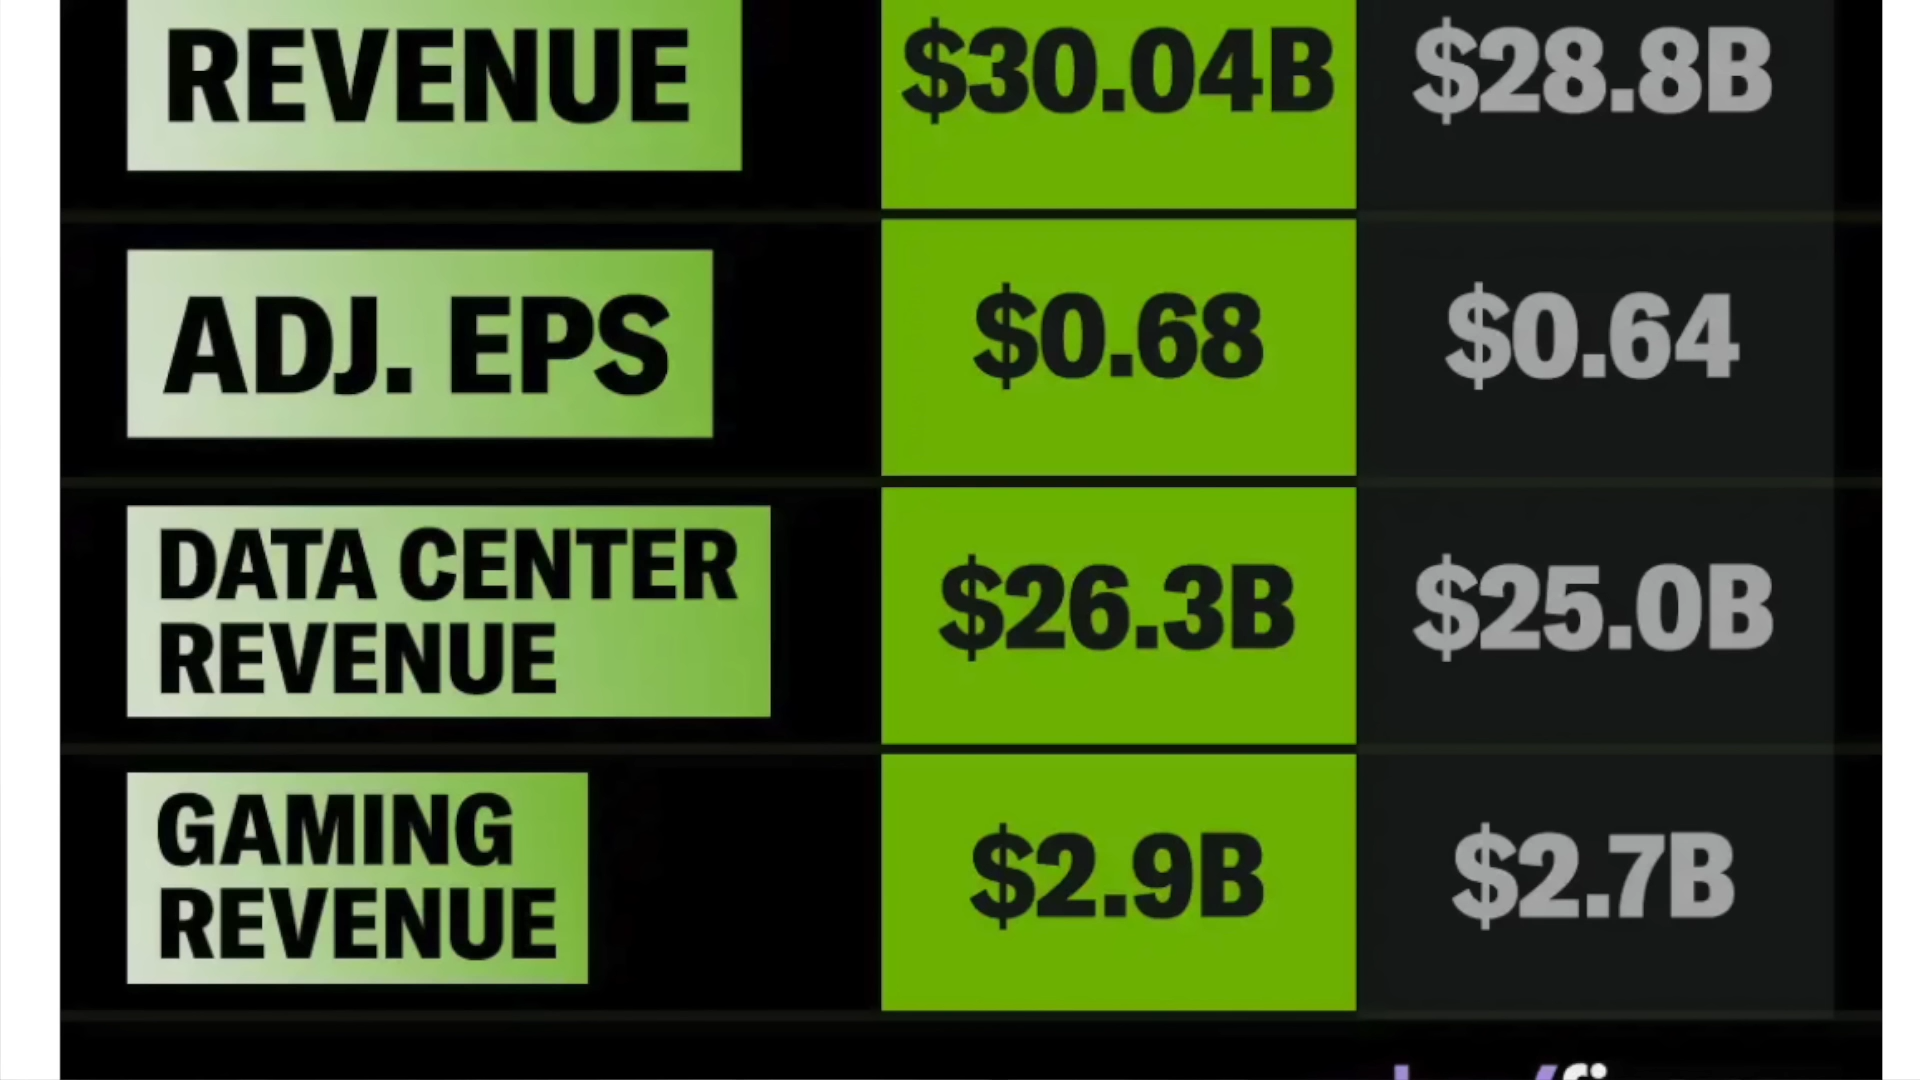 REVENUE $30.04B $28.8B
ADJ. EPS $0.68 $0.64
DATA CENTER
REVENUE $26.3B $25.0B
GAMING
REVENUE $2.9B $2.7B